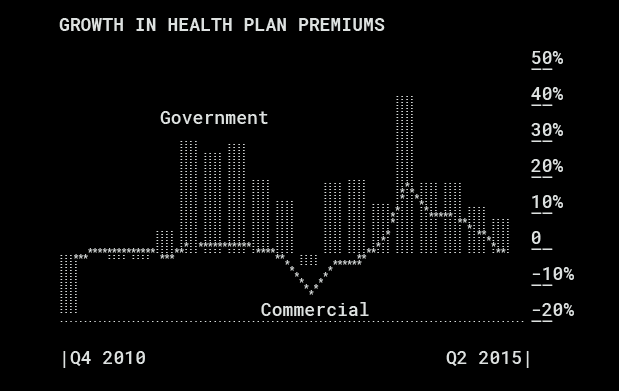 GROWTH IN HEALTH PLAN PREMIUMS
50%
40%
Government
30%
20%
10%
0
-10%
Commercial
-20%
|Q4 2010
Q2 2015|